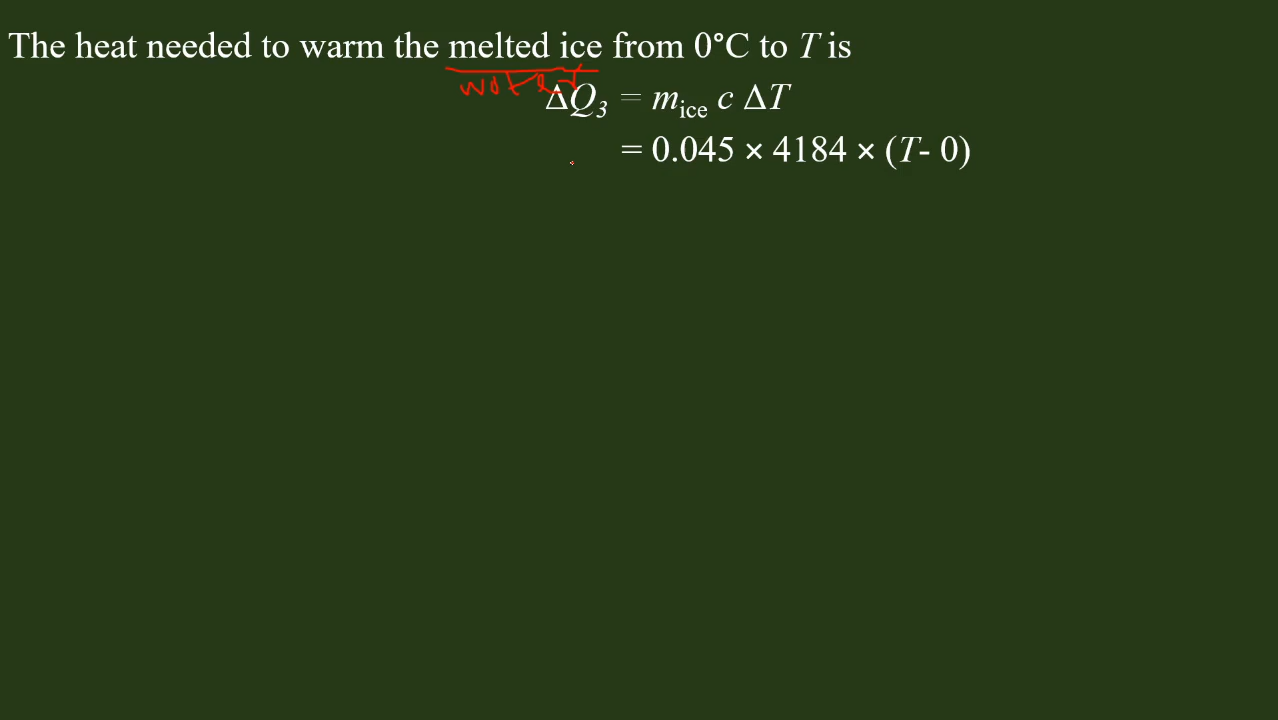 The heat needed to warm the melted ice from 0°C to T is
water
ΔQ₃ = mᵢcₑ c ΔT
= 0.045 × 4184 × (T- 0)